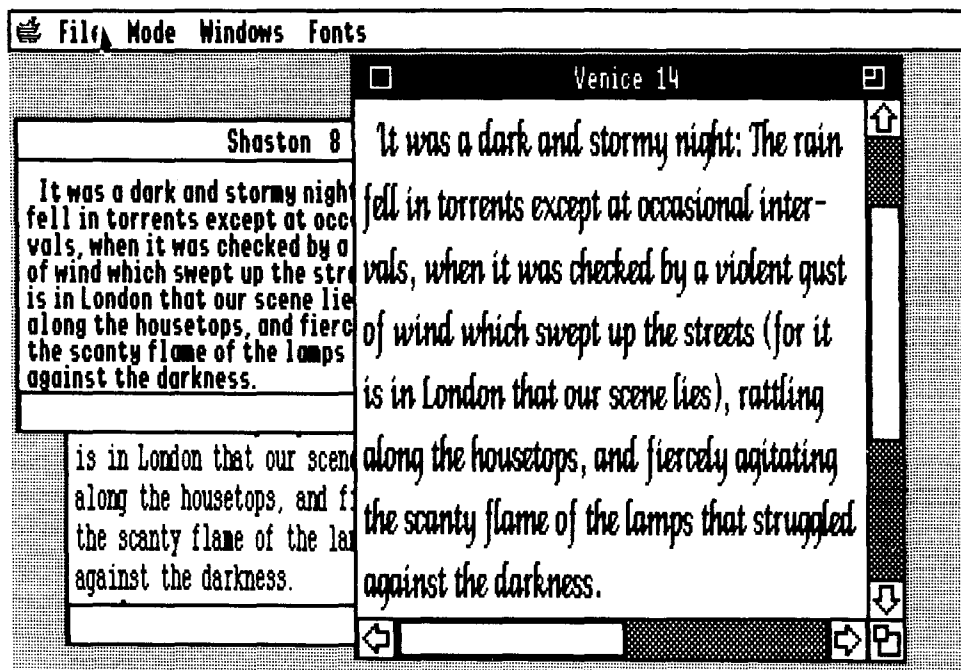 File Mode Windows Fonts
Shaston 8
It was a dark and stormy night
fell in torrents except at occ
vals, when it was checked by a
of wind which swept up the stre
is in London that our scene lie
along the housetops, and fierc
the scanty flame of the lamps
against the darkness.
is in London that our scen
along the housetops, and f
the scanty flame of the la
against the darkness.
Venice 14
It was a dark and stormy night: The rain
fell in torrents except at occasional inter-
vals, when it was checked by a violent gust
of wind which swept up the streets (for it
is in London that our scene lies), rattling
along the housetops, and fiercely agitating
the scanty flame of the lamps that struggled
against the darkness.